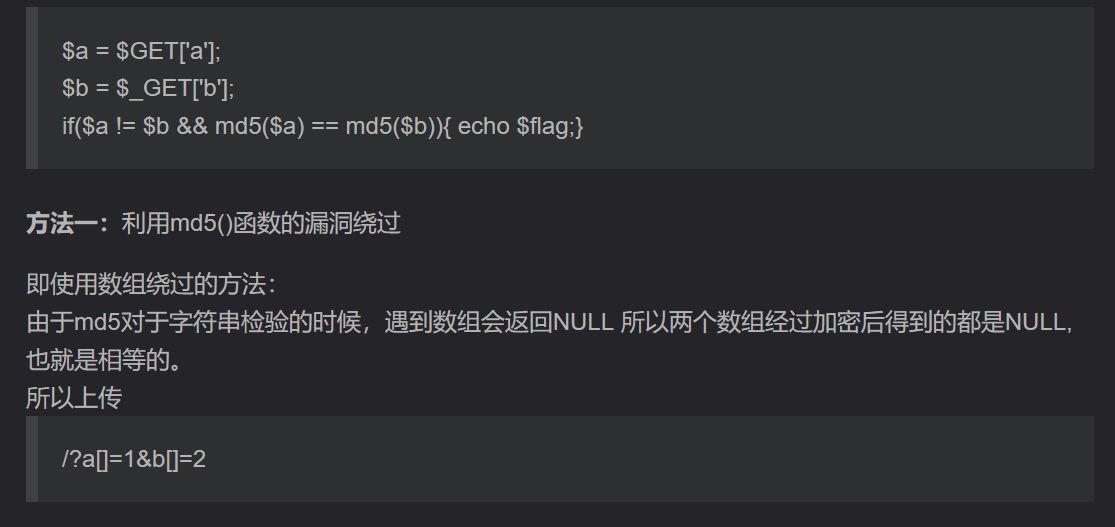 $a = $GET['a'];
$b = $_GET['b'];
if($a != $b && md5($a) == md5($b)){ echo $flag;}
方法一：利用md5()函数的漏洞绕过
即使用数组绕过的方法：
由于md5对于字符串检验的时候，遇到数组会返回NULL 所以两个数组经过加密后得到的都是NULL,
也就是相等的。
所以上传
/?a[]=1&b[]=2